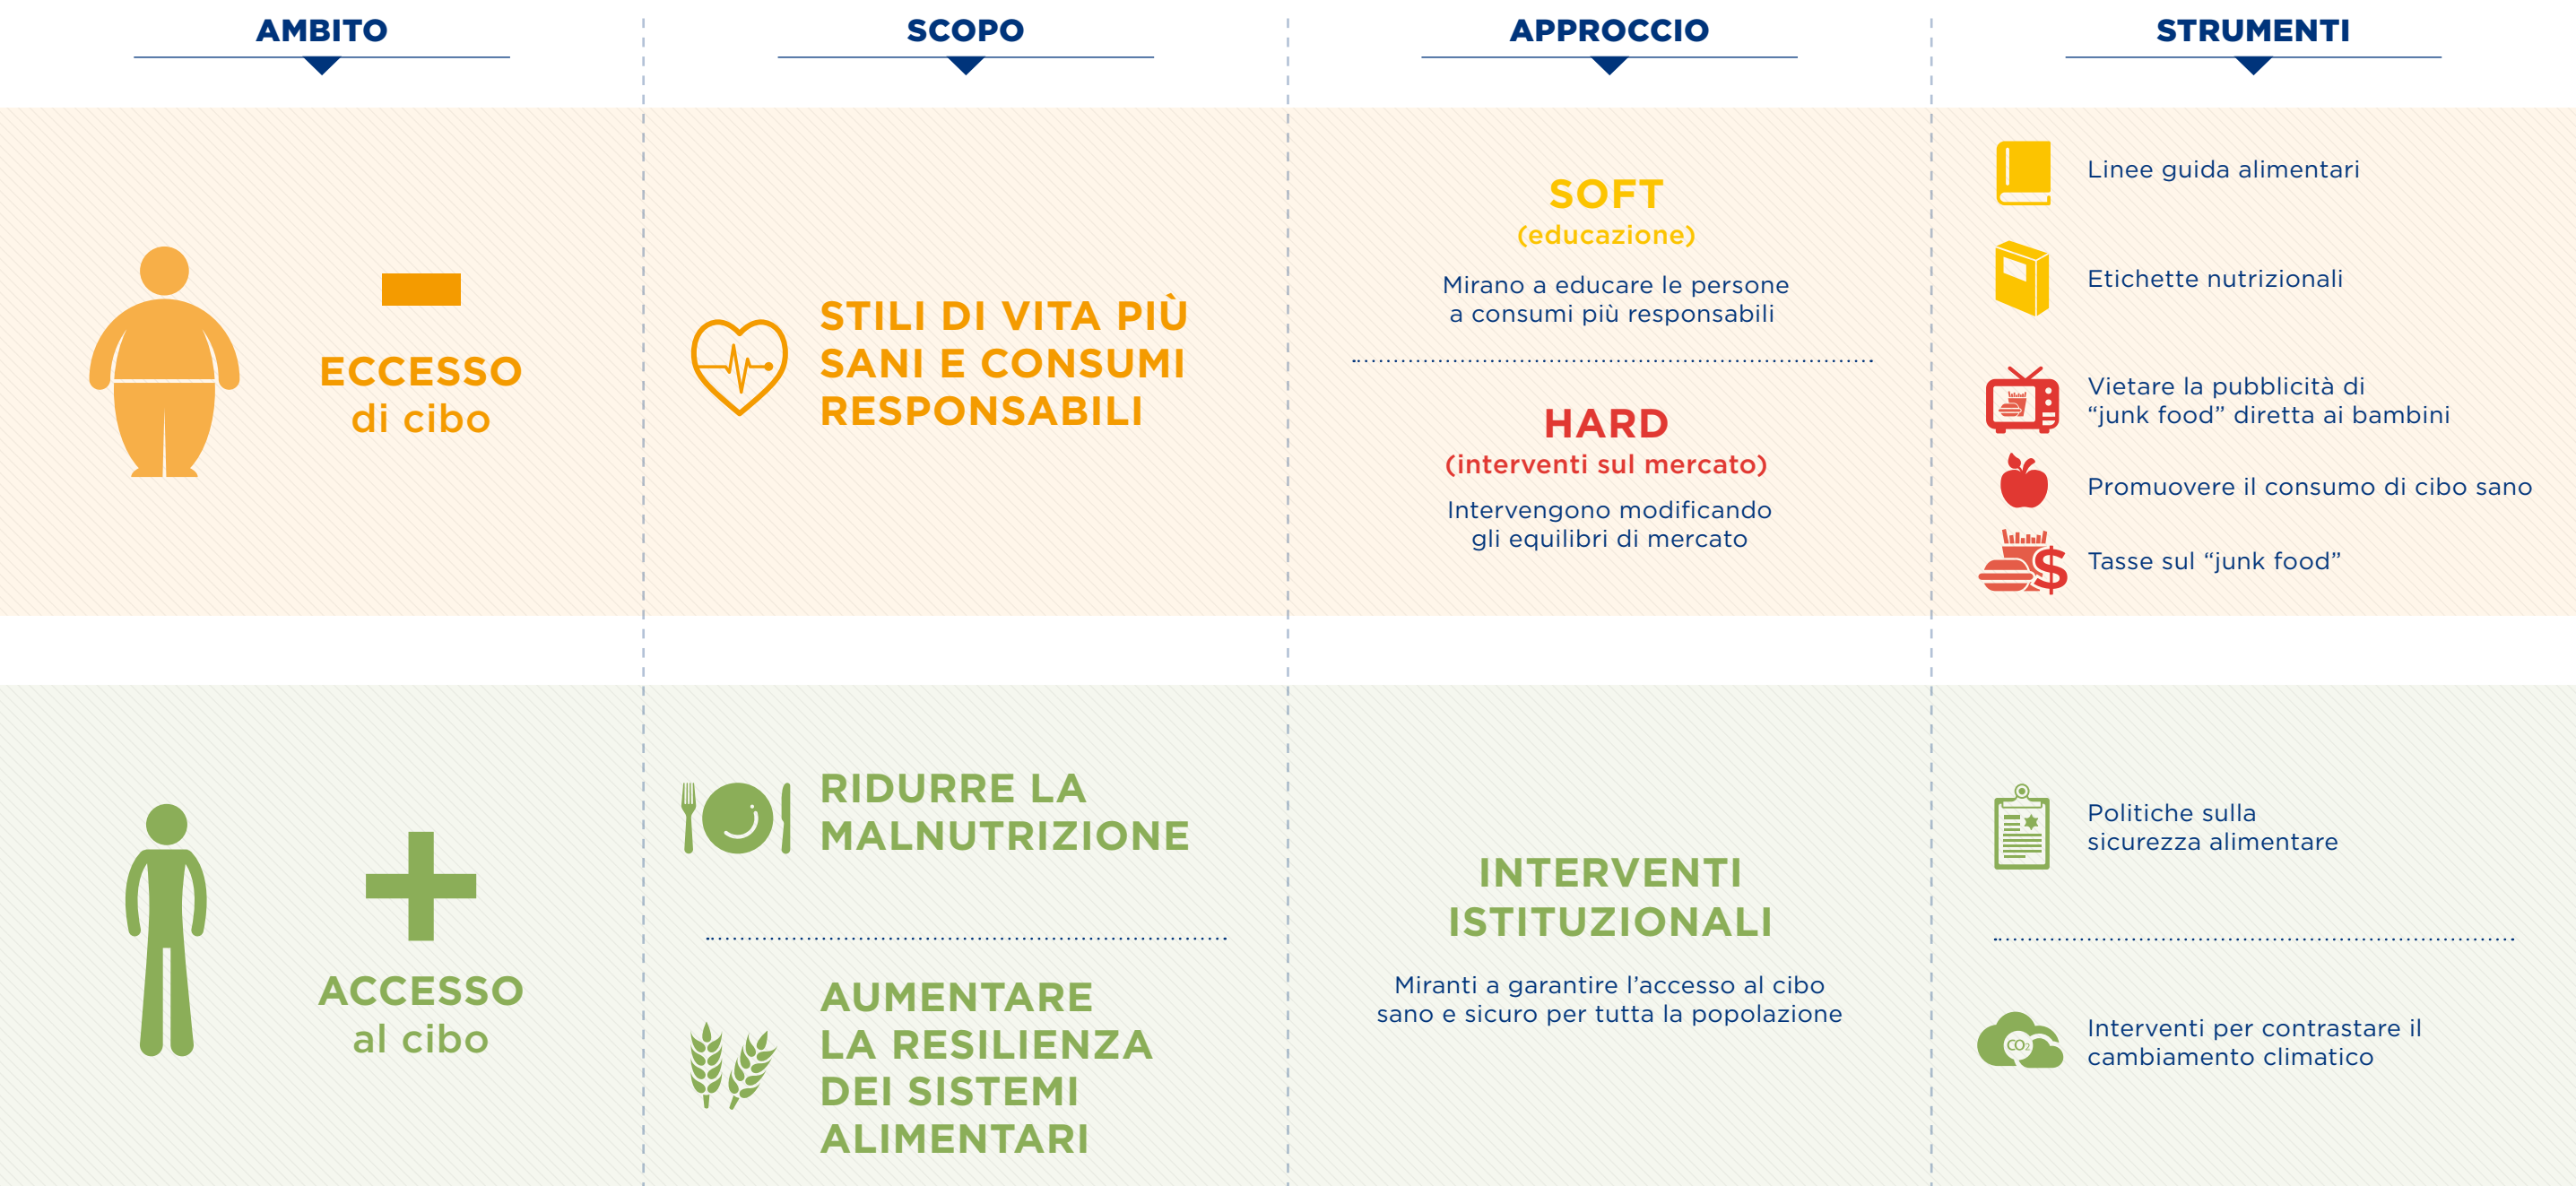 AMBITO
SCOPO
APPROCCIO
STRUMENTI
ECCESSO
di cibo
STILI DI VITA PIÙ
SANI E CONSUMI
RESPONSABILI
SOFT
(educazione)
Mirano a educare le persone
a consumi più responsabili
HARD
(interventi sul mercato)
Intervengono modificando
gli equilibri di mercato
Linee guida alimentari
Etichette nutrizionali
Vietare la pubblicità di
“junk food” diretta ai bambini
Promuovere il consumo di cibo sano
$
Tasse sul “junk food”
ACCESSO
al cibo
RIDURRE LA
MALNUTRIZIONE
AUMENTARE
LA RESILIENZA
DEI SISTEMI
ALIMENTARI
INTERVENTI
ISTITUZIONALI
Miranti a garantire l’accesso al cibo
sano e sicuro per tutta la popolazione
Politiche sulla
sicurezza alimentare
CO₂
Interventi per contrastare il
cambiamento climatico